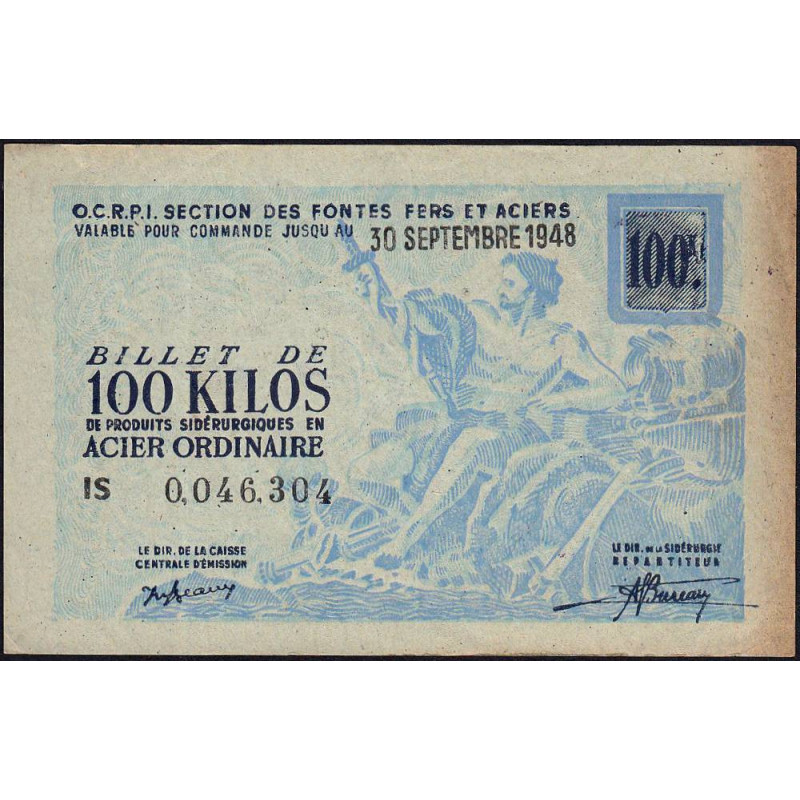 O.C.R.P.I. SECTION DES FONTES FERS ET ACIERS
VALABLE POUR COMMANDE JUSQU'AU 30 SEPTEMBRE 1948
100K.
BILLET DE
100 KILOS
DE PRODUITS SIDÉRURGIQUES EN
ACIER ORDINAIRE
IS 0,046,304
LE DIR. DE LA CAISSE
CENTRALE D'ÉMISSION
LE DIR. DE LA SIDÉRURGIE
REPARTITEUR